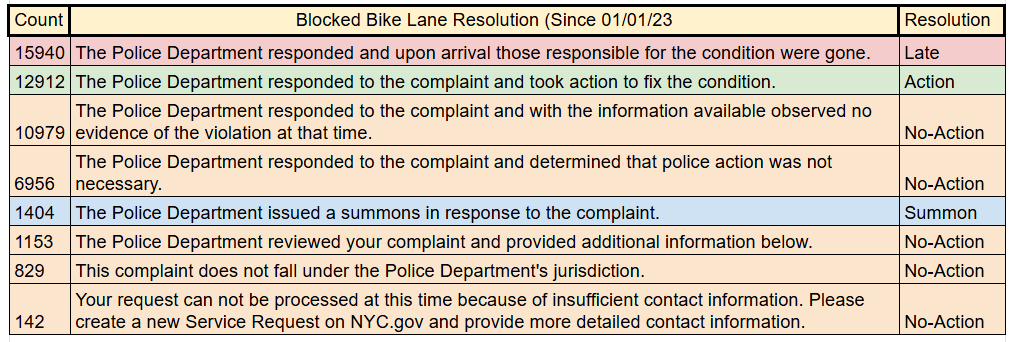 Count Blocked Bike Lane Resolution (Since 01/01/23 Resolution
15940 The Police Department responded and upon arrival those responsible for the condition were gone. Late
12912 The Police Department responded to the complaint and took action to fix the condition. Action
The Police Department responded to the complaint and with the information available observed no
10979 evidence of the violation at that time. No-Action
The Police Department responded to the complaint and determined that police action was not
6956 necessary. No-Action
1404 The Police Department issued a summons in response to the complaint. Summon
1153 The Police Department reviewed your complaint and provided additional information below. No-Action
829 This complaint does not fall under the Police Department's jurisdiction. No-Action
Your request can not be processed at this time because of insufficient contact information. Please
142 create a new Service Request on NYC.gov and provide more detailed contact information. No-Action